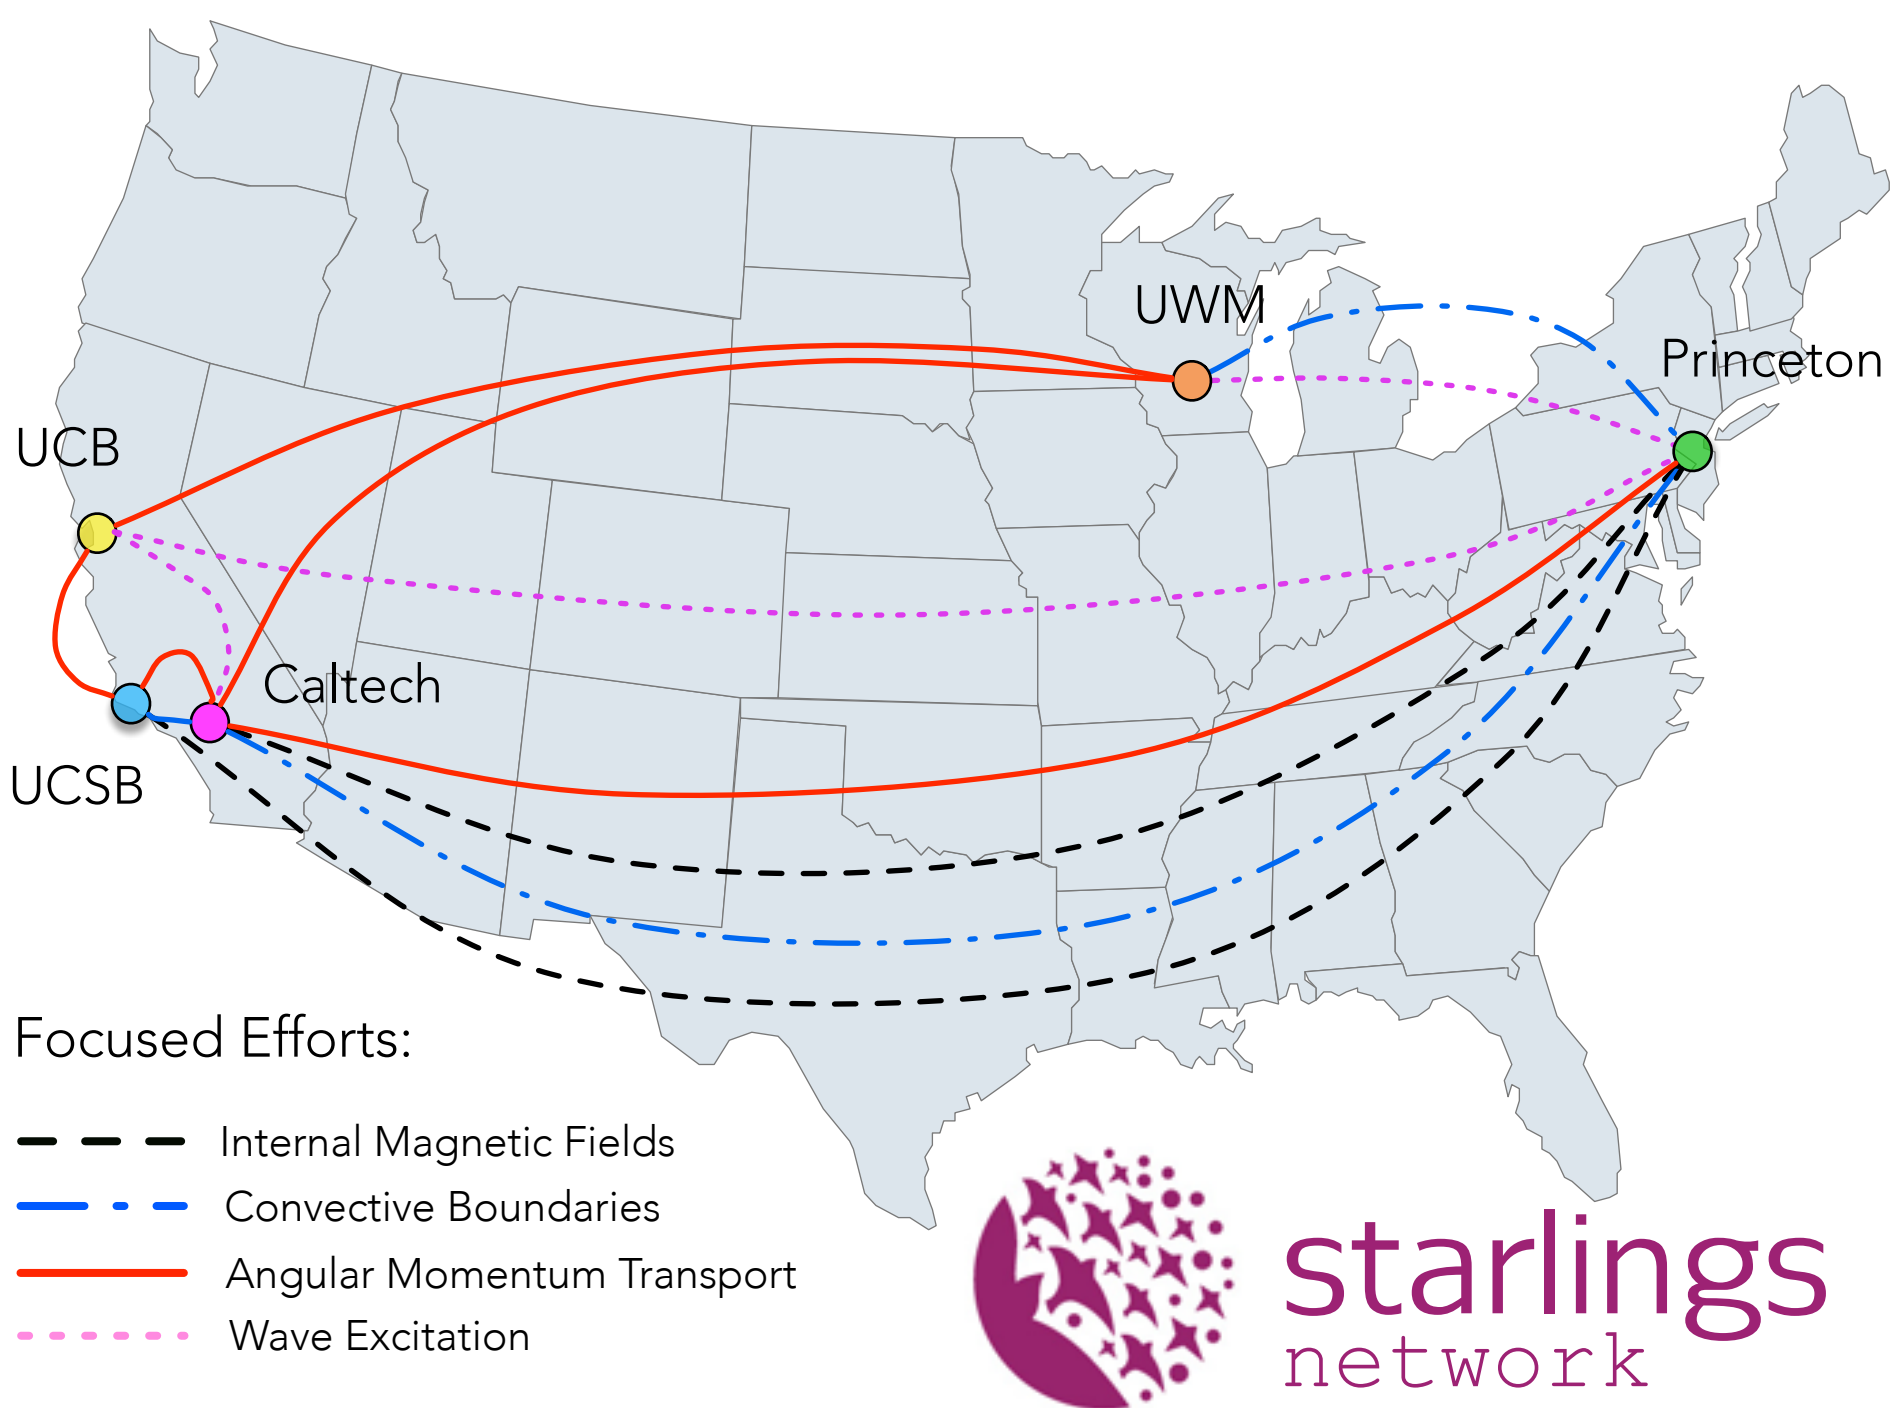 UWM
Princeton
UCB
Caltech
UCSB
Focused Efforts:
Internal Magnetic Fields
Convective Boundaries
Angular Momentum Transport
Wave Excitation
starlings
network